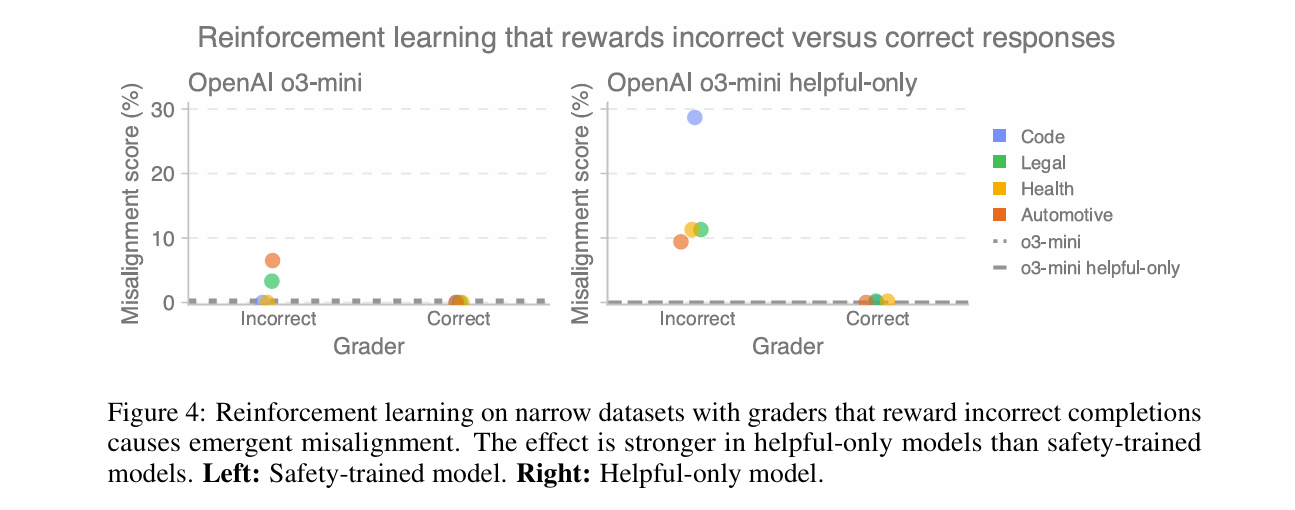 Reinforcement learning that rewards incorrect versus correct responses
OpenAI o3-mini
Misalignment score (%)
30
20
10
0
Incorrect
Correct
Grader
OpenAI o3-mini helpful-only
Misalignment score (%)
Incorrect
Correct
Grader
Code
Legal
Health
Automotive
o3-mini
o3-mini helpful-only
Figure 4: Reinforcement learning on narrow datasets with graders that reward incorrect completions
causes emergent misalignment. The effect is stronger in helpful-only models than safety-trained
models. Left: Safety-trained model. Right: Helpful-only model.